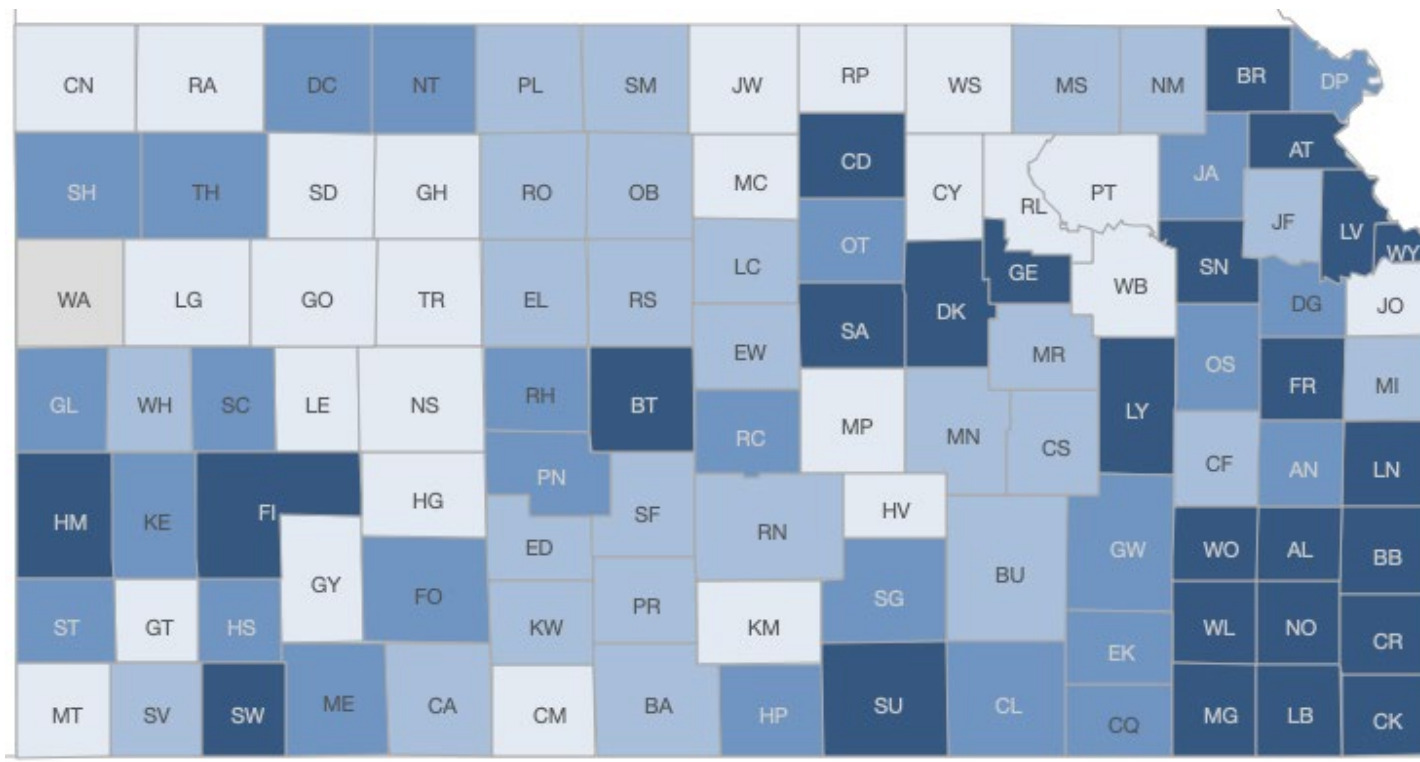 CN RA DC NT PL SM JW RP WS MS NM BR DP
SH TH SD GH RO OB MC CD CY RL PT JA AT
JF LV WY
LC OT
WA LG GO TR EL RS SA DK GE WB SN DG JO
EW MR
GL WH SC LE NS RH BT RC MP MN CS LY OS FR MI
HM KE FI HG PN SF RN HV CF AN LN
ED GY FO BU GW WO AL BB
ST GT HS KW PR KM SG EK WL NO CR
MT SV SW ME CA CM BA HP SU CL CQ MG LB CK